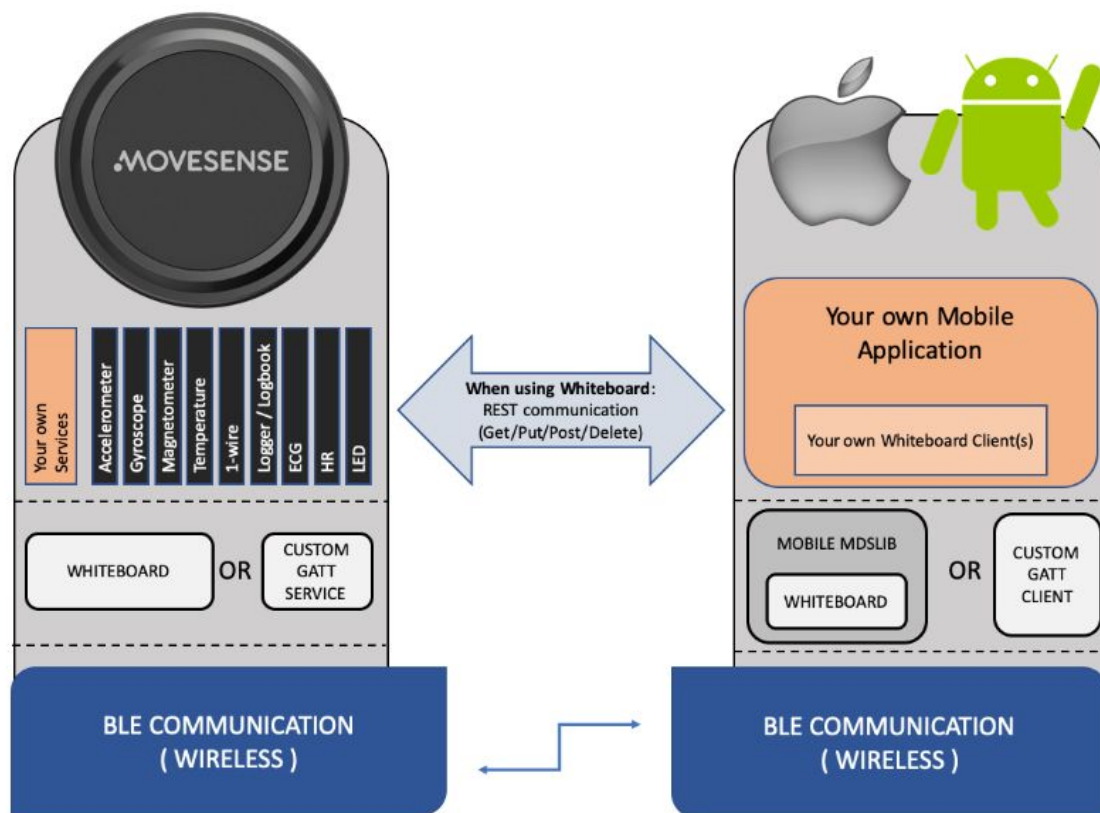 MOVESENSE
Your own
Services
Accelerometer
Gyroscope
Magnetometer
Temperature
1-wire
Logger / Logbook
ECG
HR
LED
WHITEBOARD
OR
CUSTOM
GATT
SERVICE
BLE COMMUNICATION
( WIRELESS )
When using Whiteboard:
REST communication
(Get/Put/Post/Delete)
Your own Mobile
Application
Your own Whiteboard Client(s)
MOBILE MDSLIB
WHITEBOARD
OR
CUSTOM
GATT
CLIENT
BLE COMMUNICATION
( WIRELESS )